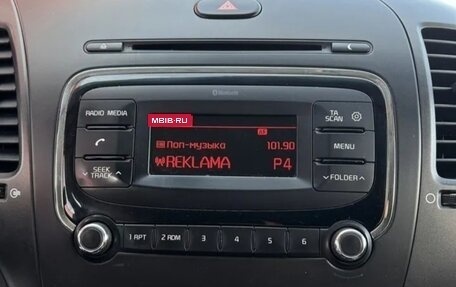 Bluetooth
RADIO MEDIA
MBIB.RU
TA
SCAN
AF
Поп-музыка 101.90
REKLAMA P4
MENU
SEEK
TRACK
FOLDER
1 RPT 2 RDM 3 4 5 6